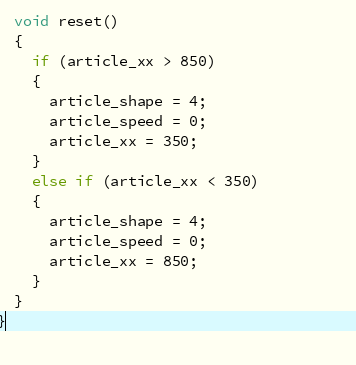 void reset()
{
if (article_xx > 850)
{
article_shape = 4;
article_speed = 0;
article_xx = 350;
}
else if (article_xx < 350)
{
article_shape = 4;
article_speed = 0;
article_xx = 850;
}
}
}